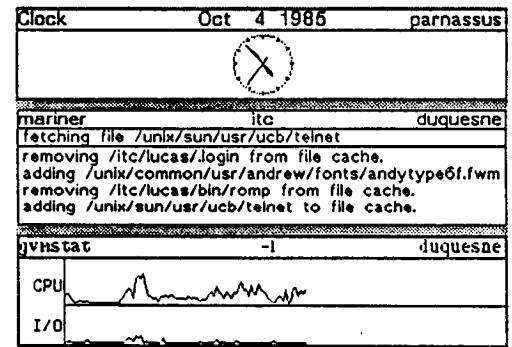 Clock Oct 4 1985 parnassus
mariner itc duquesne
fetching file /unix/sun/usr/ucb/telnet
removing /itc/lucas/.login from file cache.
adding /unix/common/usr/andrew/fonts/andytype6f.fwm
removing /itc/lucas/bin/romp from file cache.
adding /unix/sun/usr/ucb/telnet to file cache.
gvmstat -1 duquesne
CPU
I/O